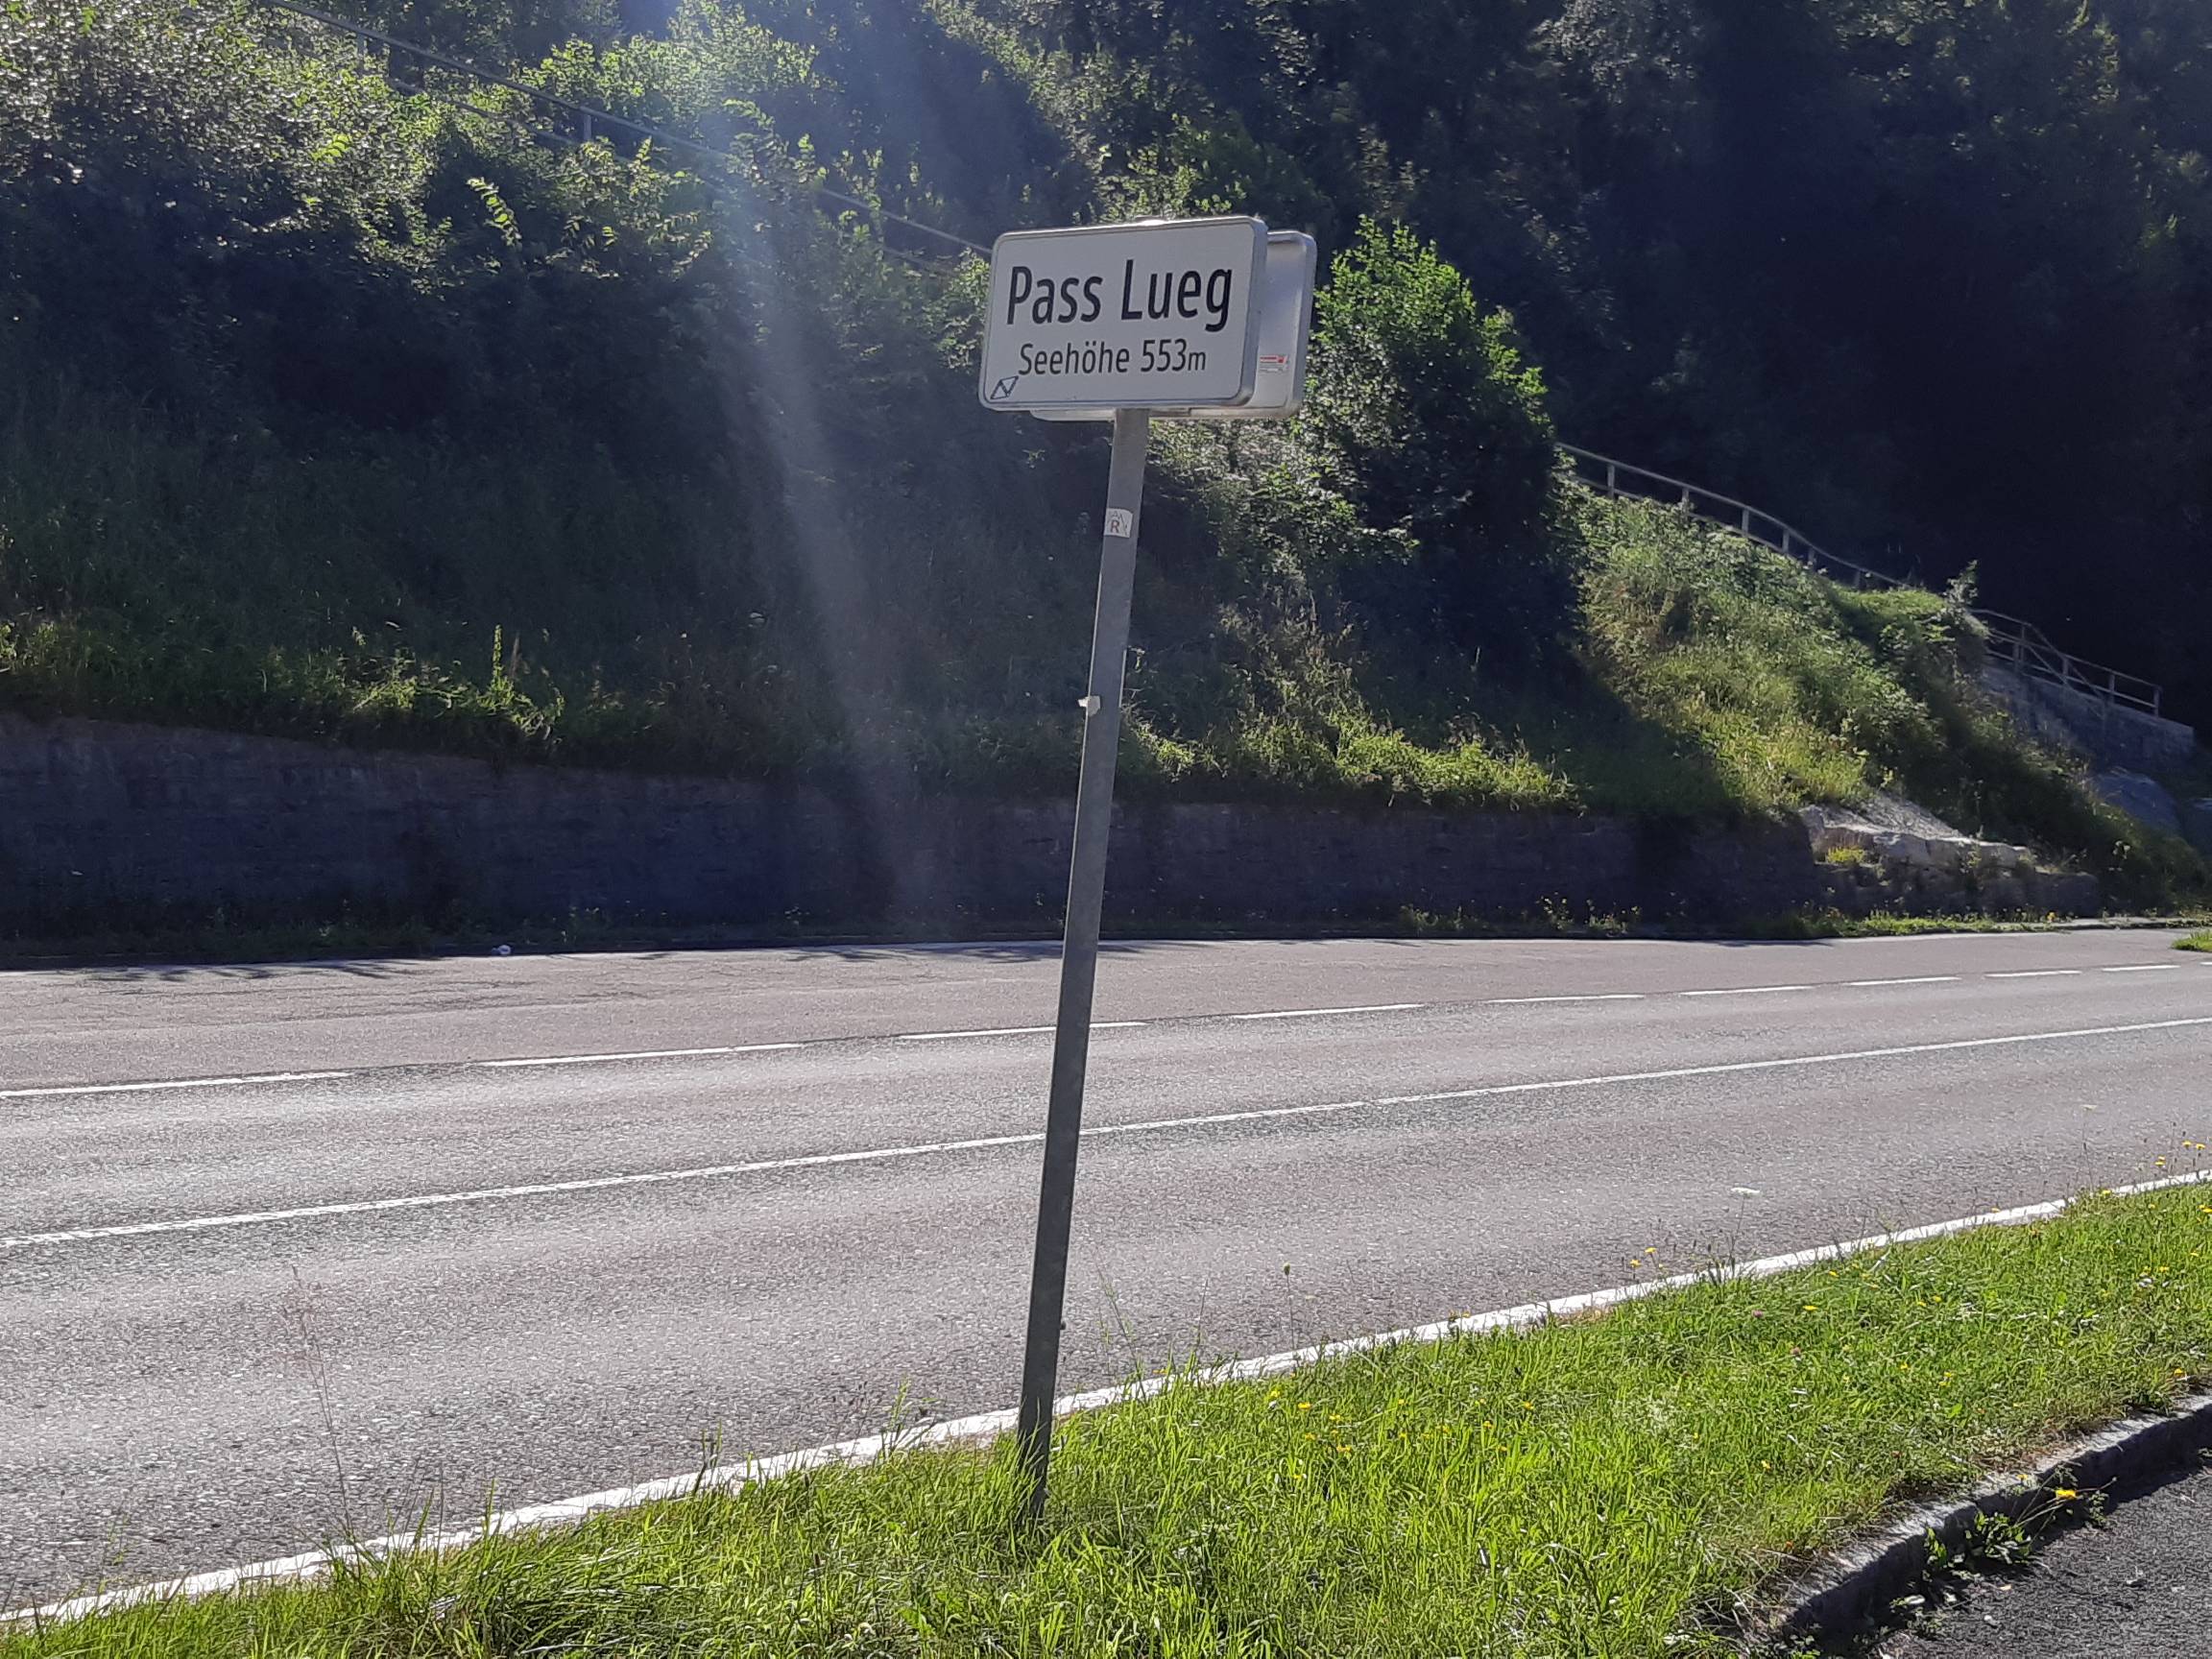 Pass Lueg
Seehöhe 553m
R